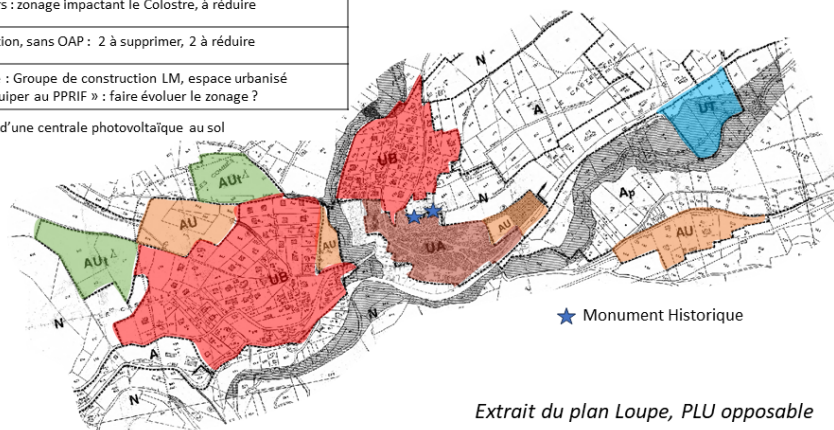 rs : zonage impactant le Colostre, à réduire
tion, sans OAP : 2 à supprimer, 2 à réduire
: Groupe de construction LM, espace urbanisé
uiper au PPRIF » : faire évoluer le zonage ?
d'une centrale photovoltaïque au sol
N
A
UT
UB
AUt
N
Ap
AU
AU
AU
AU
UA
AUt
UB
N
N
A
N
Monument Historique
Extrait du plan Loupe, PLU opposable